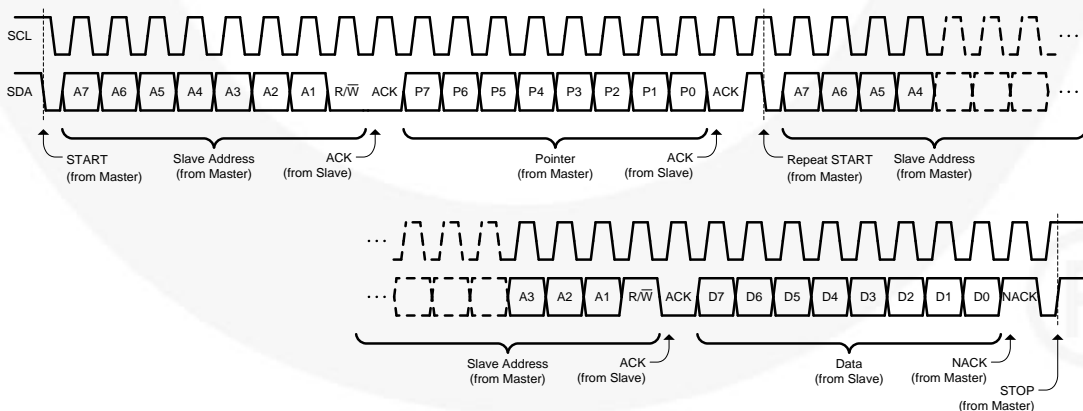 SCL
...
SDA A7 A6 A5 A4 A3 A2 A1 R/W̅ ACK P7 P6 P5 P4 P3 P2 P1 P0 ACK A7 A6 A5 A4 ...
START
(from Master)
Slave Address
(from Master)
ACK
(from Slave)
Pointer
(from Master)
ACK
(from Slave)
Repeat START
(from Master)
Slave Address
(from Master)
...
... A3 A2 A1 R/W̅ ACK D7 D6 D5 D4 D3 D2 D1 D0 NACK
Slave Address
(from Master)
ACK
(from Slave)
Data
(from Slave)
NACK
(from Master)
STOP
(from Master)